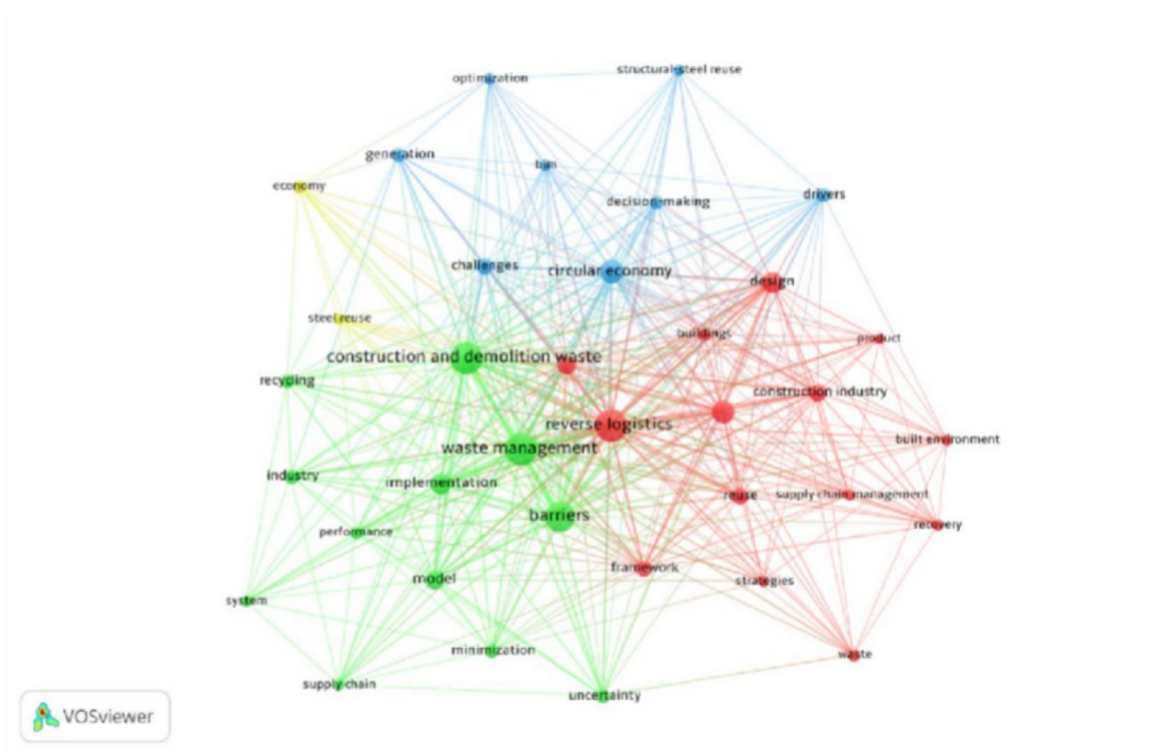 structural steel reuse
optimization
generation
bim
economy
decision-making
drivers
challenges
circular economy
design
steel reuse
buildings
product
construction and demolition waste
recycling
construction industry
reverse logistics
built environment
waste management
industry
implementation
reuse
supply chain management
barriers
recovery
performance
framework
model
strategies
system
minimization
waste
supply chain
uncertainty
VOSviewer